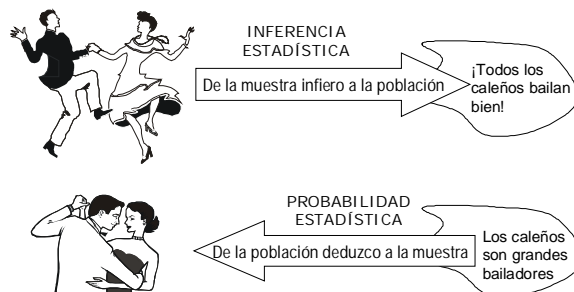 INFERENCIA
ESTADÍSTICA
De la muestra infiero a la población
¡Todos los
caleños bailan
bien!
PROBABILIDAD
ESTADÍSTICA
De la población deduzco a la muestra
Los caleños
son grandes
bailadores